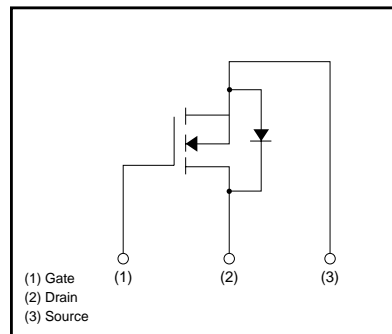 (1) Gate
(2) Drain
(3) Source
(1)
(2)
(3)